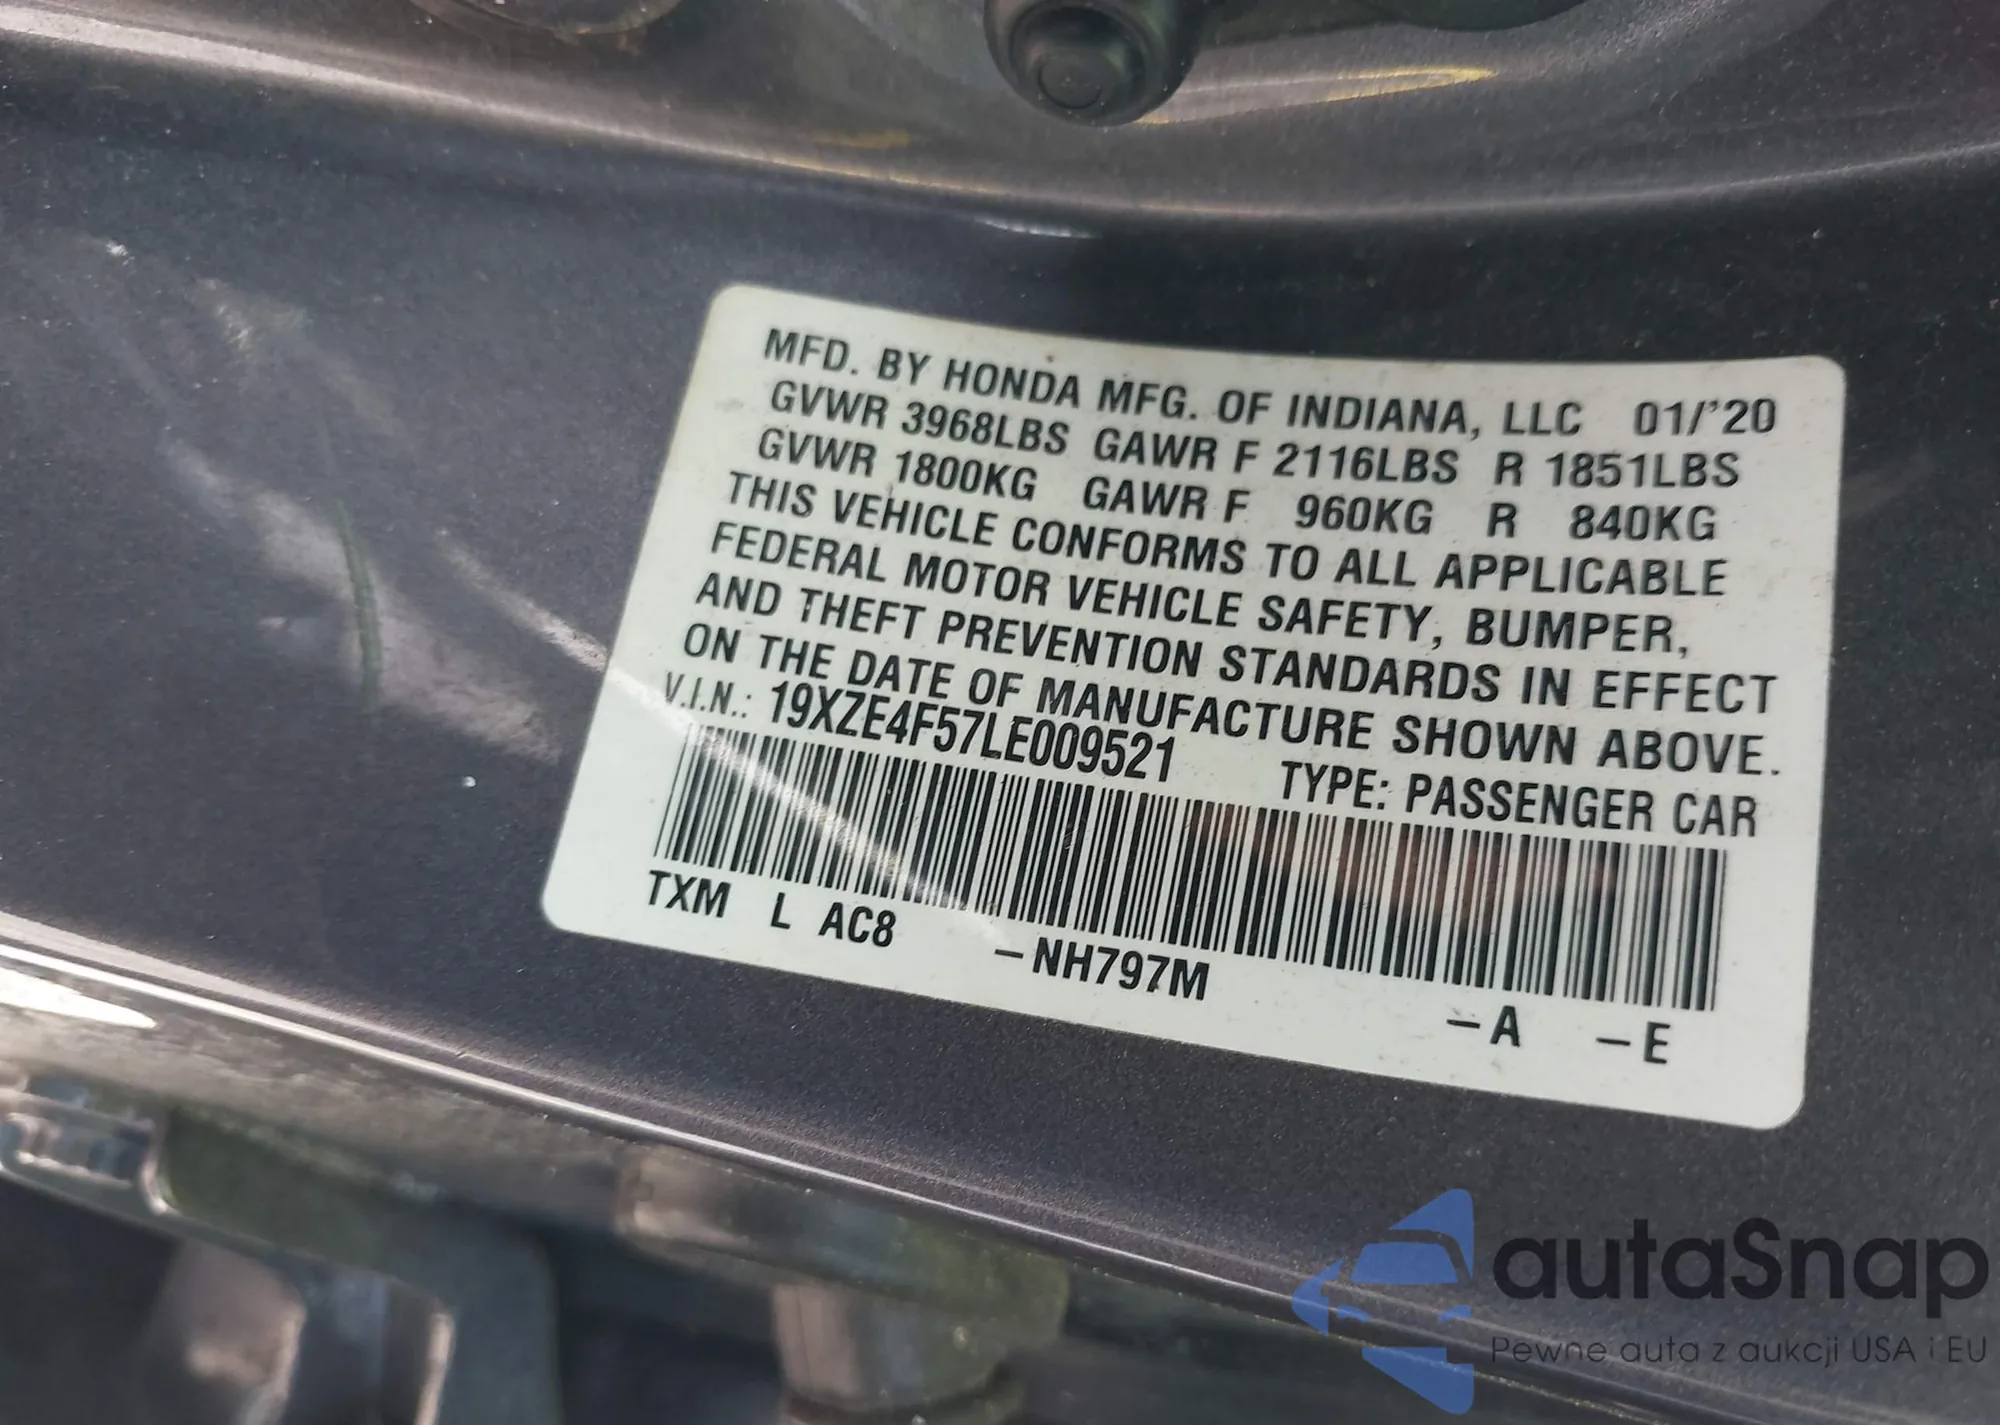 MFD. BY HONDA MFG. OF INDIANA, LLC 01/'20
GVWR 3968LBS GAWR F 2116LBS R 1851LBS
GVWR 1800KG GAWR F 960KG R 840KG
THIS VEHICLE CONFORMS TO ALL APPLICABLE
FEDERAL MOTOR VEHICLE SAFETY, BUMPER,
AND THEFT PREVENTION STANDARDS IN EFFECT
ON THE DATE OF MANUFACTURE SHOWN ABOVE.
V.I.N.: 19XZE4F57LE009521 TYPE: PASSENGER CAR
TXM L AC8 –NH797M –A –E
autaSnap
Pewne auta z aukcji USA i EU